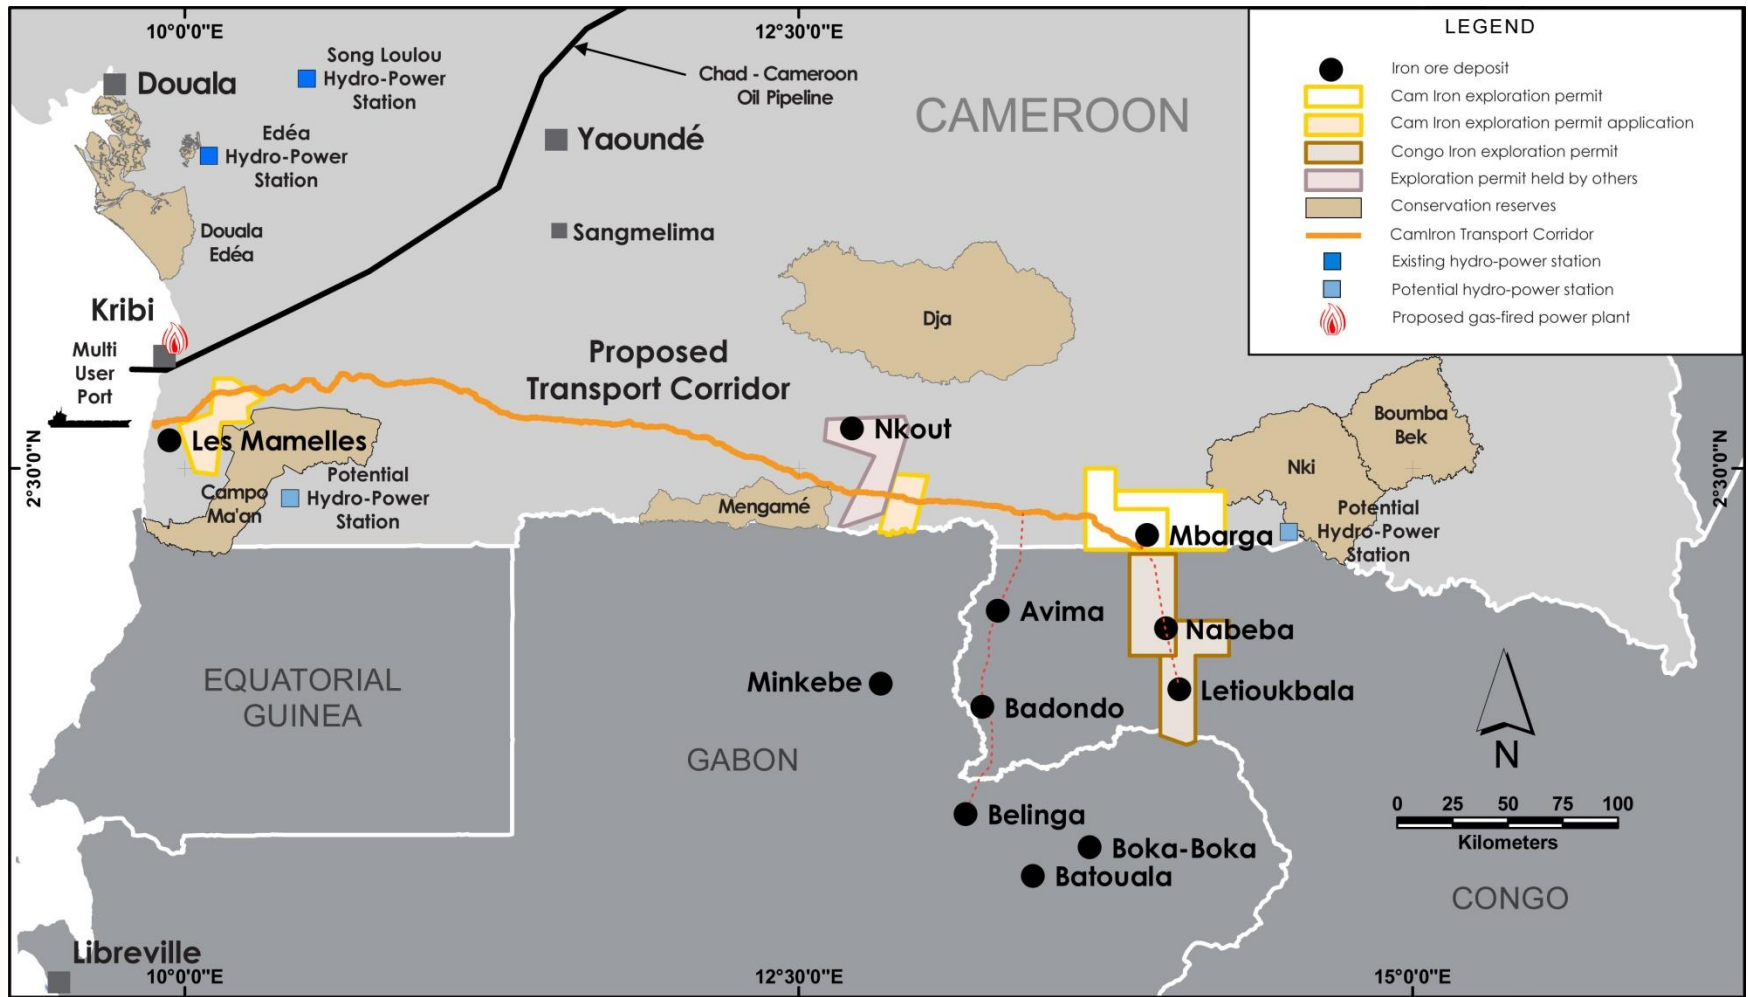 10°0'0"E
12°30'0"E
LEGEND
Iron ore deposit
Cam Iron exploration permit
Cam Iron exploration permit application
Congo Iron exploration permit
Exploration permit held by others
Conservation reserves
CamIron Transport Corridor
Existing hydro-power station
Potential hydro-power station
Proposed gas-fired power plant
Song Loulou
Hydro-Power
Station
Douala
Chad - Cameroon
Oil Pipeline
CAMEROON
Edéa
Hydro-Power
Station
Yaoundé
Douala
Edéa
Sangmelima
Kribi
Dja
Multi
User
Port
Proposed
Transport Corridor
Boumba
Bek
Nkout
Les Mamelles
2°30'0"N
2°30'0"N
Nki
Potential
Hydro-Power
Station
Campo
Ma'an
Mengamé
Potential
Hydro-Power
Station
Mbarga
Avima
Nabeba
EQUATORIAL
GUINEA
Minkebe
Letioukbala
Badondo
GABON
N
Belinga
0 25 50 75 100
Kilometers
Boka-Boka
Batouala
CONGO
Libreville
10°0'0"E
12°30'0"E
15°0'0"E